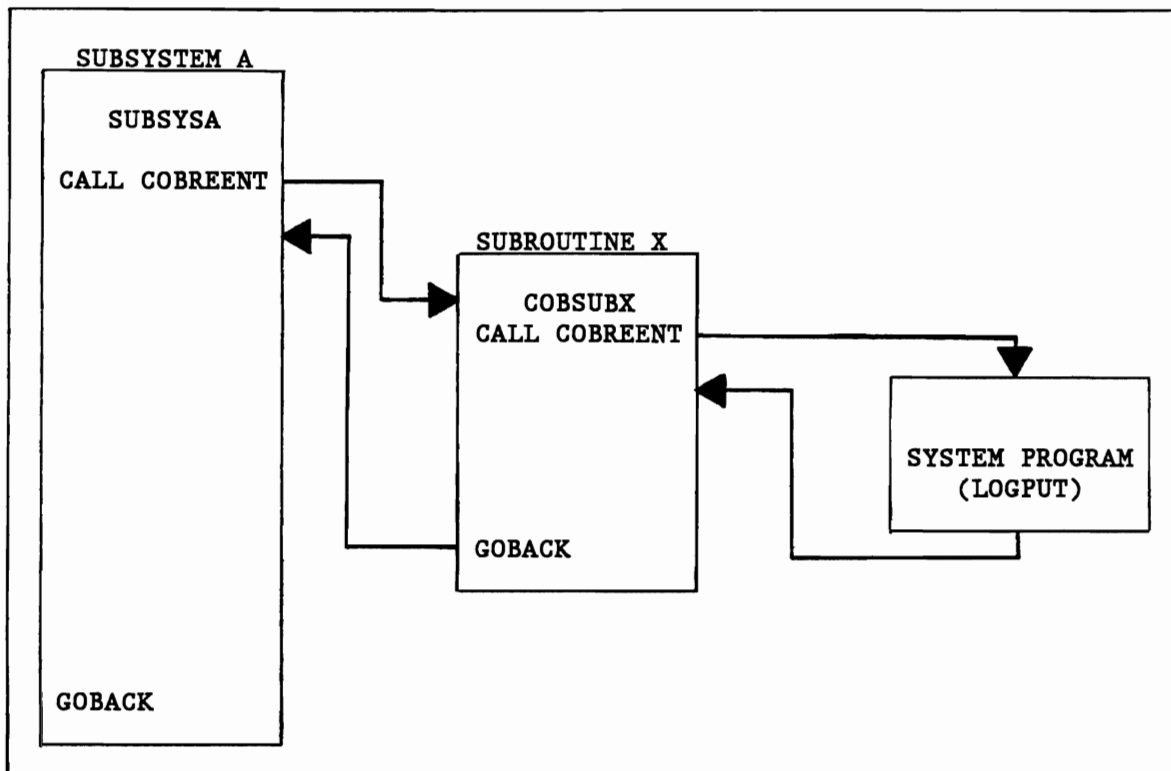 SUBSYSTEM A
SUBSYSA
CALL COBREENT
GOBACK
SUBROUTINE X
COBSUBX
CALL COBREENT
GOBACK
SYSTEM PROGRAM
(LOGPUT)